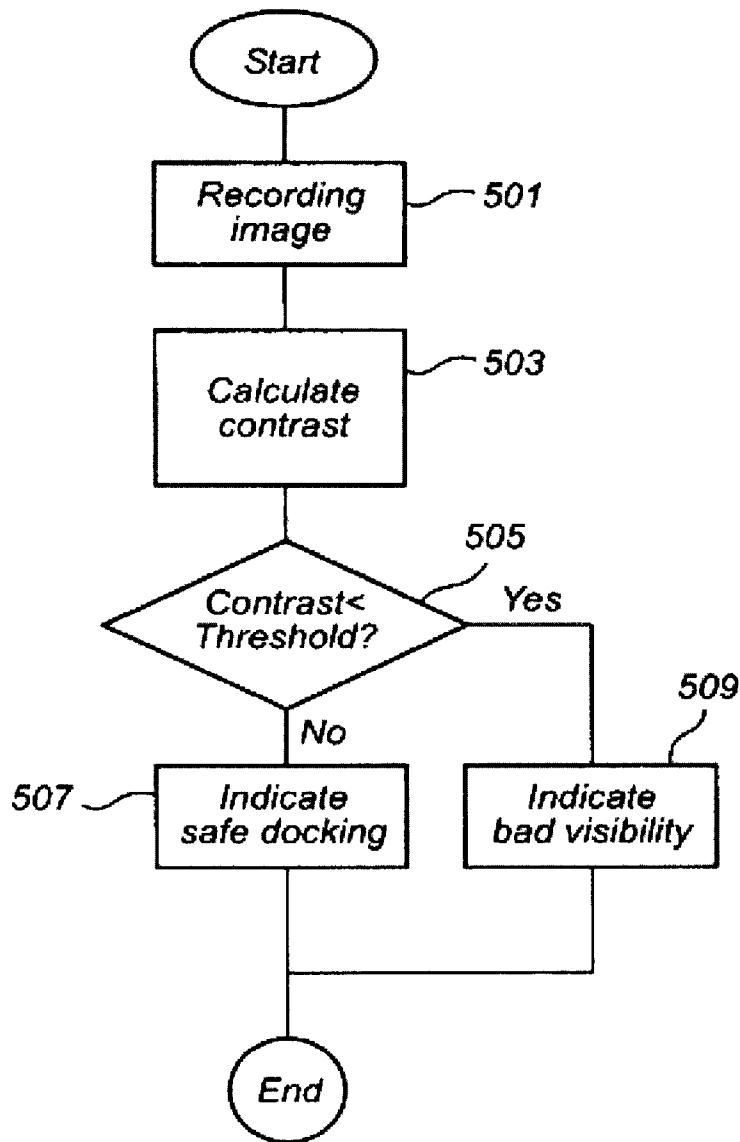 Start
Recording
image
501
Calculate
contrast
503
505
Contrast<
Threshold?
Yes
No
509
507
Indicate
safe docking
Indicate
bad visibility
End